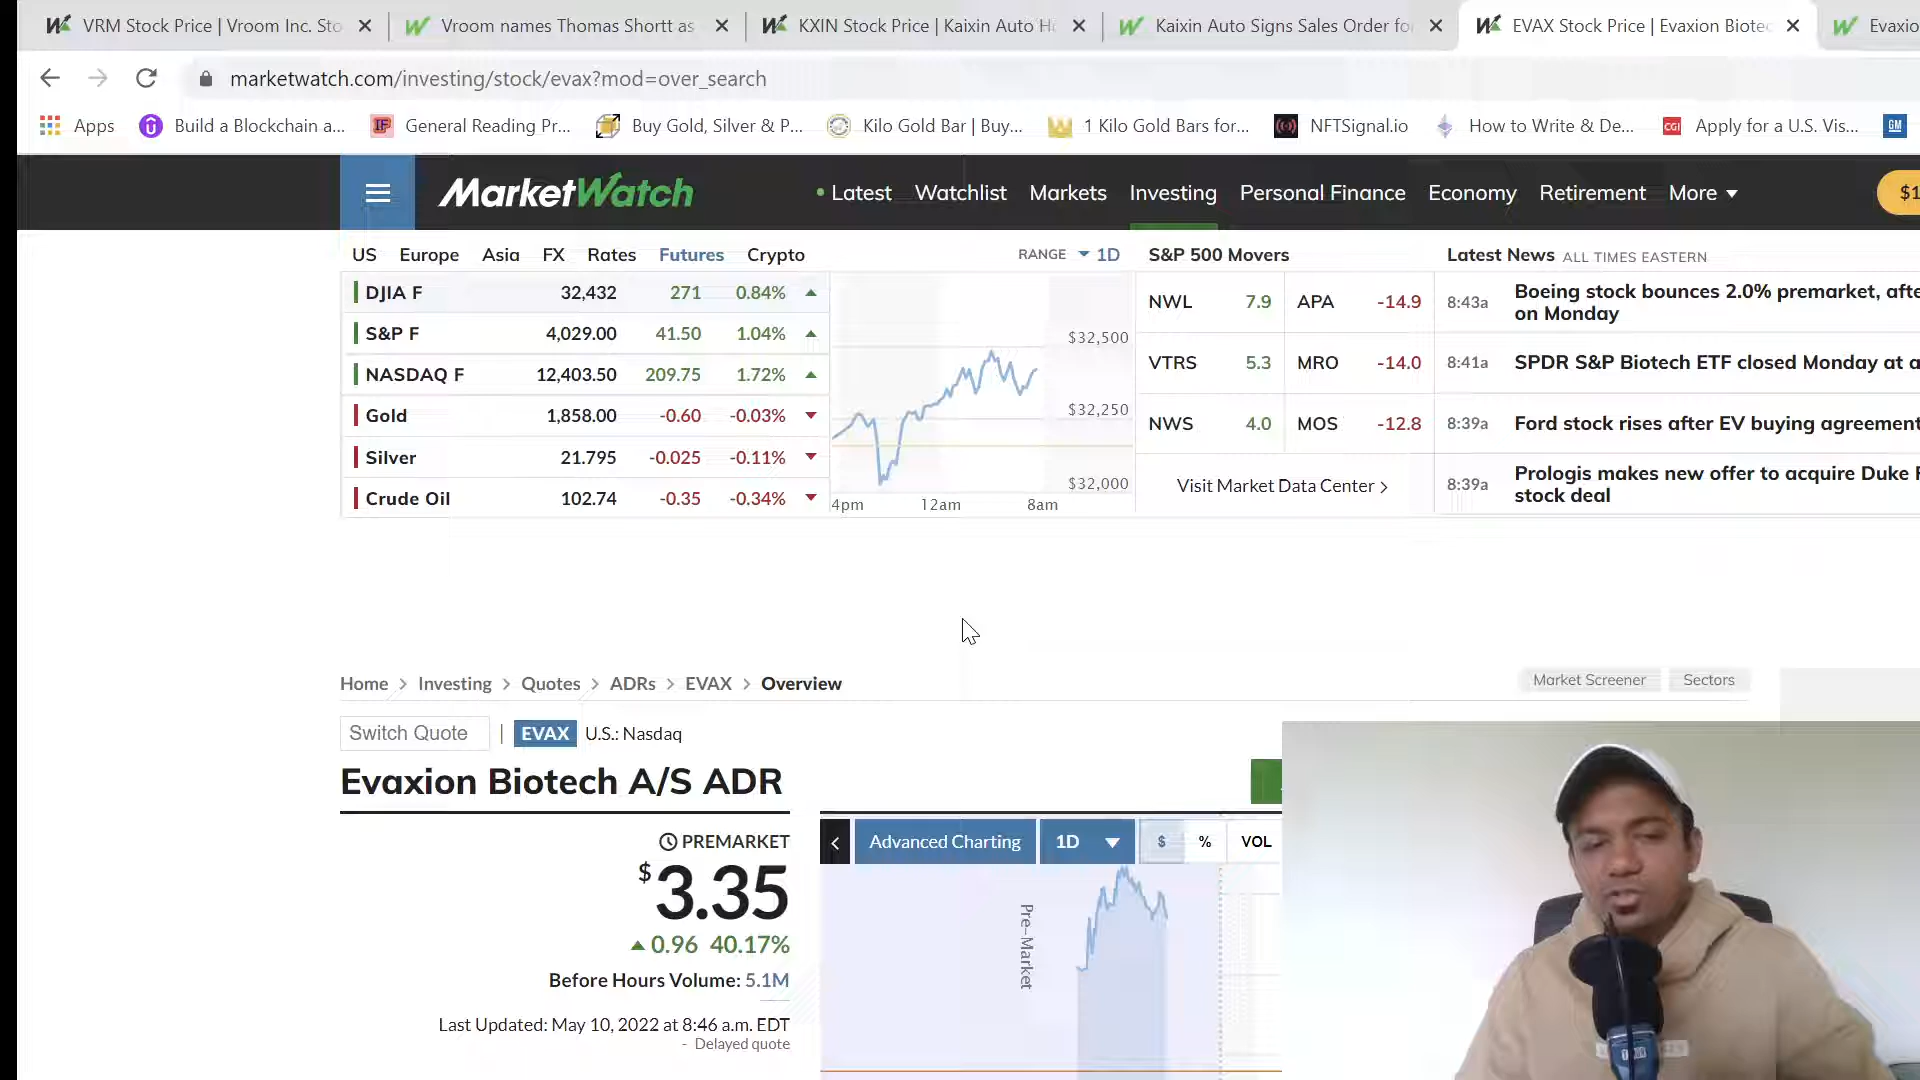 VRM Stock Price | Vroom Inc. Sto
Vroom names Thomas Shortt as
KXIN Stock Price | Kaixin Auto H
Kaixin Auto Signs Sales Order for
EVAX Stock Price | Evaxion Biotec
Evaxio
marketwatch.com/investing/stock/evax?mod=over_search
Apps
Build a Blockchain a...
General Reading Pr...
Buy Gold, Silver & P...
Kilo Gold Bar | Buy...
1 Kilo Gold Bars for...
NFTSignal.io
How to Write & De...
CGI
Apply for a U.S. Vis...
GM
MarketWatch
Latest
Watchlist
Markets
Investing
Personal Finance
Economy
Retirement
More
$1
US Europe Asia FX Rates Futures Crypto
RANGE 1D
S&P 500 Movers
Latest News ALL TIMES EASTERN
DJIA F 32,432 271 0.84%
S&P F 4,029.00 41.50 1.04%
NASDAQ F 12,403.50 209.75 1.72%
Gold 1,858.00 -0.60 -0.03%
Silver 21.795 -0.025 -0.11%
Crude Oil 102.74 -0.35 -0.34%
$32,500
$32,250
$32,000
4pm 12am 8am
NWL 7.9 APA -14.9
VTRS 5.3 MRO -14.0
NWS 4.0 MOS -12.8
Visit Market Data Center
8:43a Boeing stock bounces 2.0% premarket, afte
on Monday
8:41a SPDR S&P Biotech ETF closed Monday at a
8:39a Ford stock rises after EV buying agreement
8:39a Prologis makes new offer to acquire Duke
stock deal
Home > Investing > Quotes > ADRs > EVAX > Overview
Market Screener
Sectors
Switch Quote | EVAX U.S.: Nasdaq
Evaxion Biotech A/S ADR
PREMARKET
$3.35
0.96 40.17%
Before Hours Volume: 5.1M
Last Updated: May 10, 2022 at 8:46 a.m. EDT
- Delayed quote
Advanced Charting
1D
$
%
VOL
Pre-Market